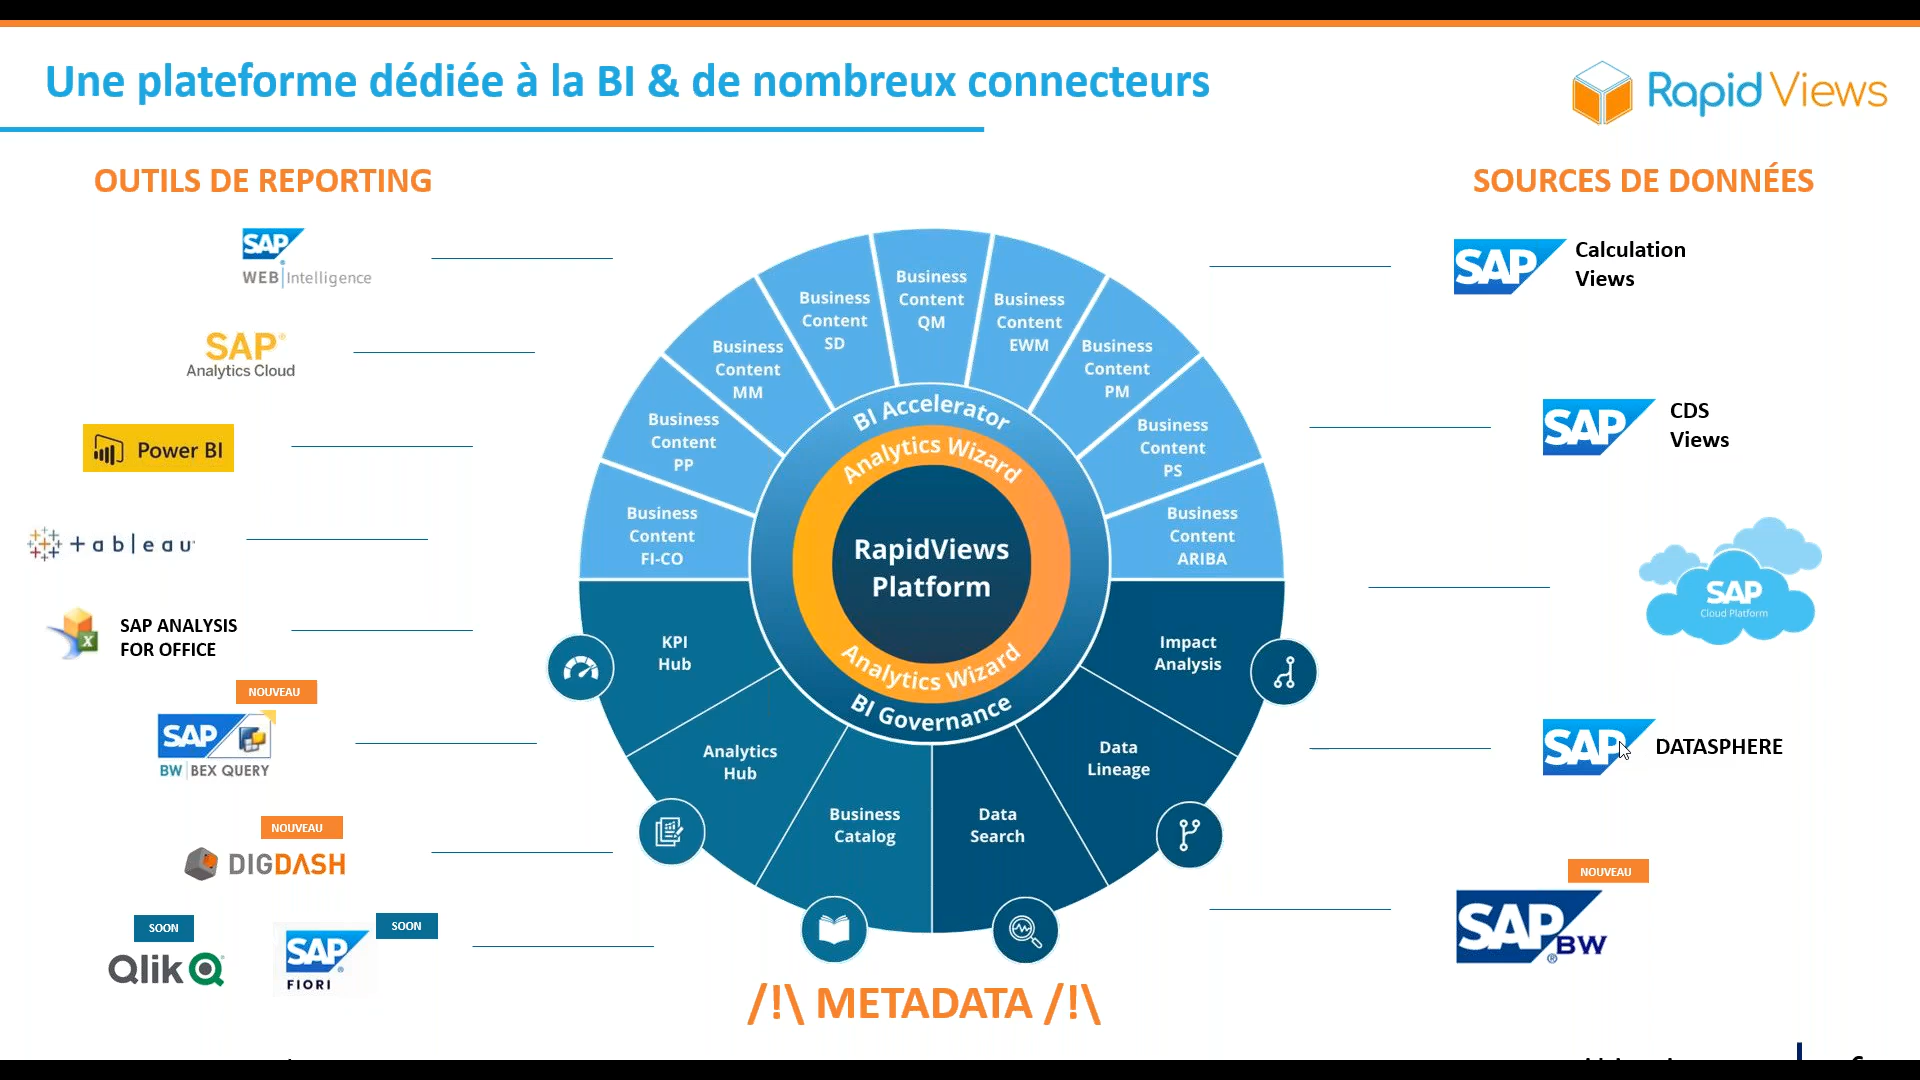 Une plateforme dédiée à la BI & de nombreux connecteurs
Rapid Views
OUTILS DE REPORTING
SAP
WEB Intelligence
SAP
Analytics Cloud
Power BI
+ableau
SAP ANALYSIS
FOR OFFICE
NOUVEAU
SAP
BW BEX QUERY
NOUVEAU
DIGDASH
SOON
Qlik
SOON
SAP
FIORI
Business
Content
FI-CO
Business
Content
PP
Business
Content
MM
Business
Content
SD
Business
Content
QM
Business
Content
EWM
Business
Content
PM
Business
Content
PS
Business
Content
ARIBA
BI Accelerator
Analytics Wizard
RapidViews
Platform
Analytics Wizard
BI Governance
KPI
Hub
Analytics
Hub
Business
Catalog
Data
Search
Data
Lineage
Impact
Analysis
/!\ METADATA /!\
SOURCES DE DONNÉES
SAP
Calculation
Views
SAP
CDS
Views
SAP
Cloud Platform
SAP
DATASPHERE
NOUVEAU
SAP
BW